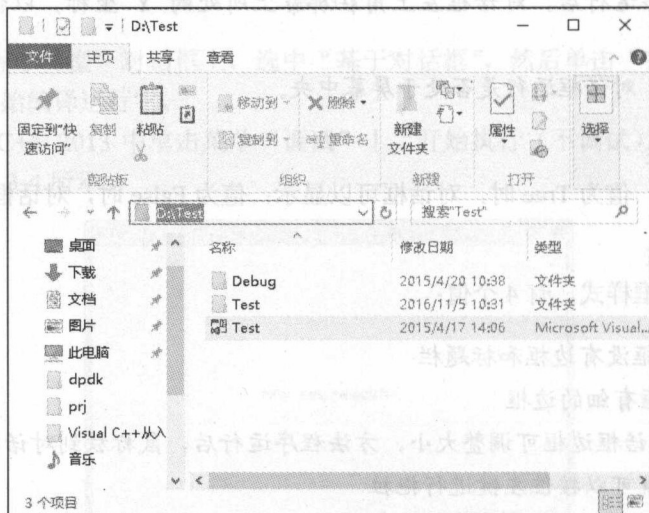 D:\Test
文件 主页 共享 查看
固定到"快速访问" 复制 粘贴 移动到 复制到 删除 重命名 新建文件夹 属性 选择
剪贴板 组织 新建 打开
D:\Test 搜索"Test"
名称 修改日期 类型
桌面
下载
文档
图片
此电脑
dpdk
prj
Visual C++从入
音乐
Debug 2015/4/20 10:38 文件夹
Test 2016/11/5 10:31 文件夹
Test 2015/4/17 14:06 Microsoft Visual...
3 个项目